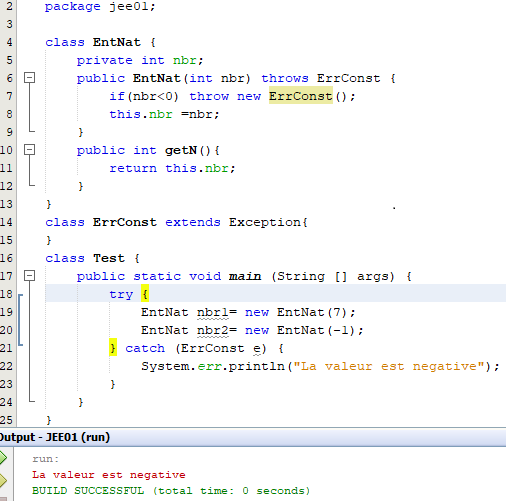 2 package jee01;
3
4 class EntNat {
5 private int nbr;
6 public EntNat(int nbr) throws ErrConst {
7 if(nbr<0) throw new ErrConst();
8 this.nbr =nbr;
9 }
10 public int getN(){
11 return this.nbr;
12 }
13 }
14 class ErrConst extends Exception{
15 }
16 class Test {
17 public static void main (String [] args) {
18 try {
19 EntNat nbr1= new EntNat(7);
20 EntNat nbr2= new EntNat(-1);
21 } catch (ErrConst e) {
22 System.err.println("La valeur est negative");
23 }
24 }
25 }
Output - JEE01 (run)
run:
La valeur est negative
BUILD SUCCESSFUL (total time: 0 seconds)